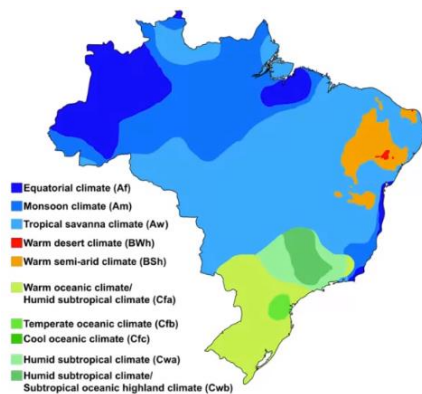 Equatorial climate (Af)
Monsoon climate (Am)
Tropical savanna climate (Aw)
Warm desert climate (BWh)
Warm semi-arid climate (BSh)
Warm oceanic climate/
Humid subtropical climate (Cfa)
Temperate oceanic climate (Cfb)
Cool oceanic climate (Cfc)
Humid subtropical climate (Cwa)
Humid subtropical climate/
Subtropical oceanic highland climate (Cwb)